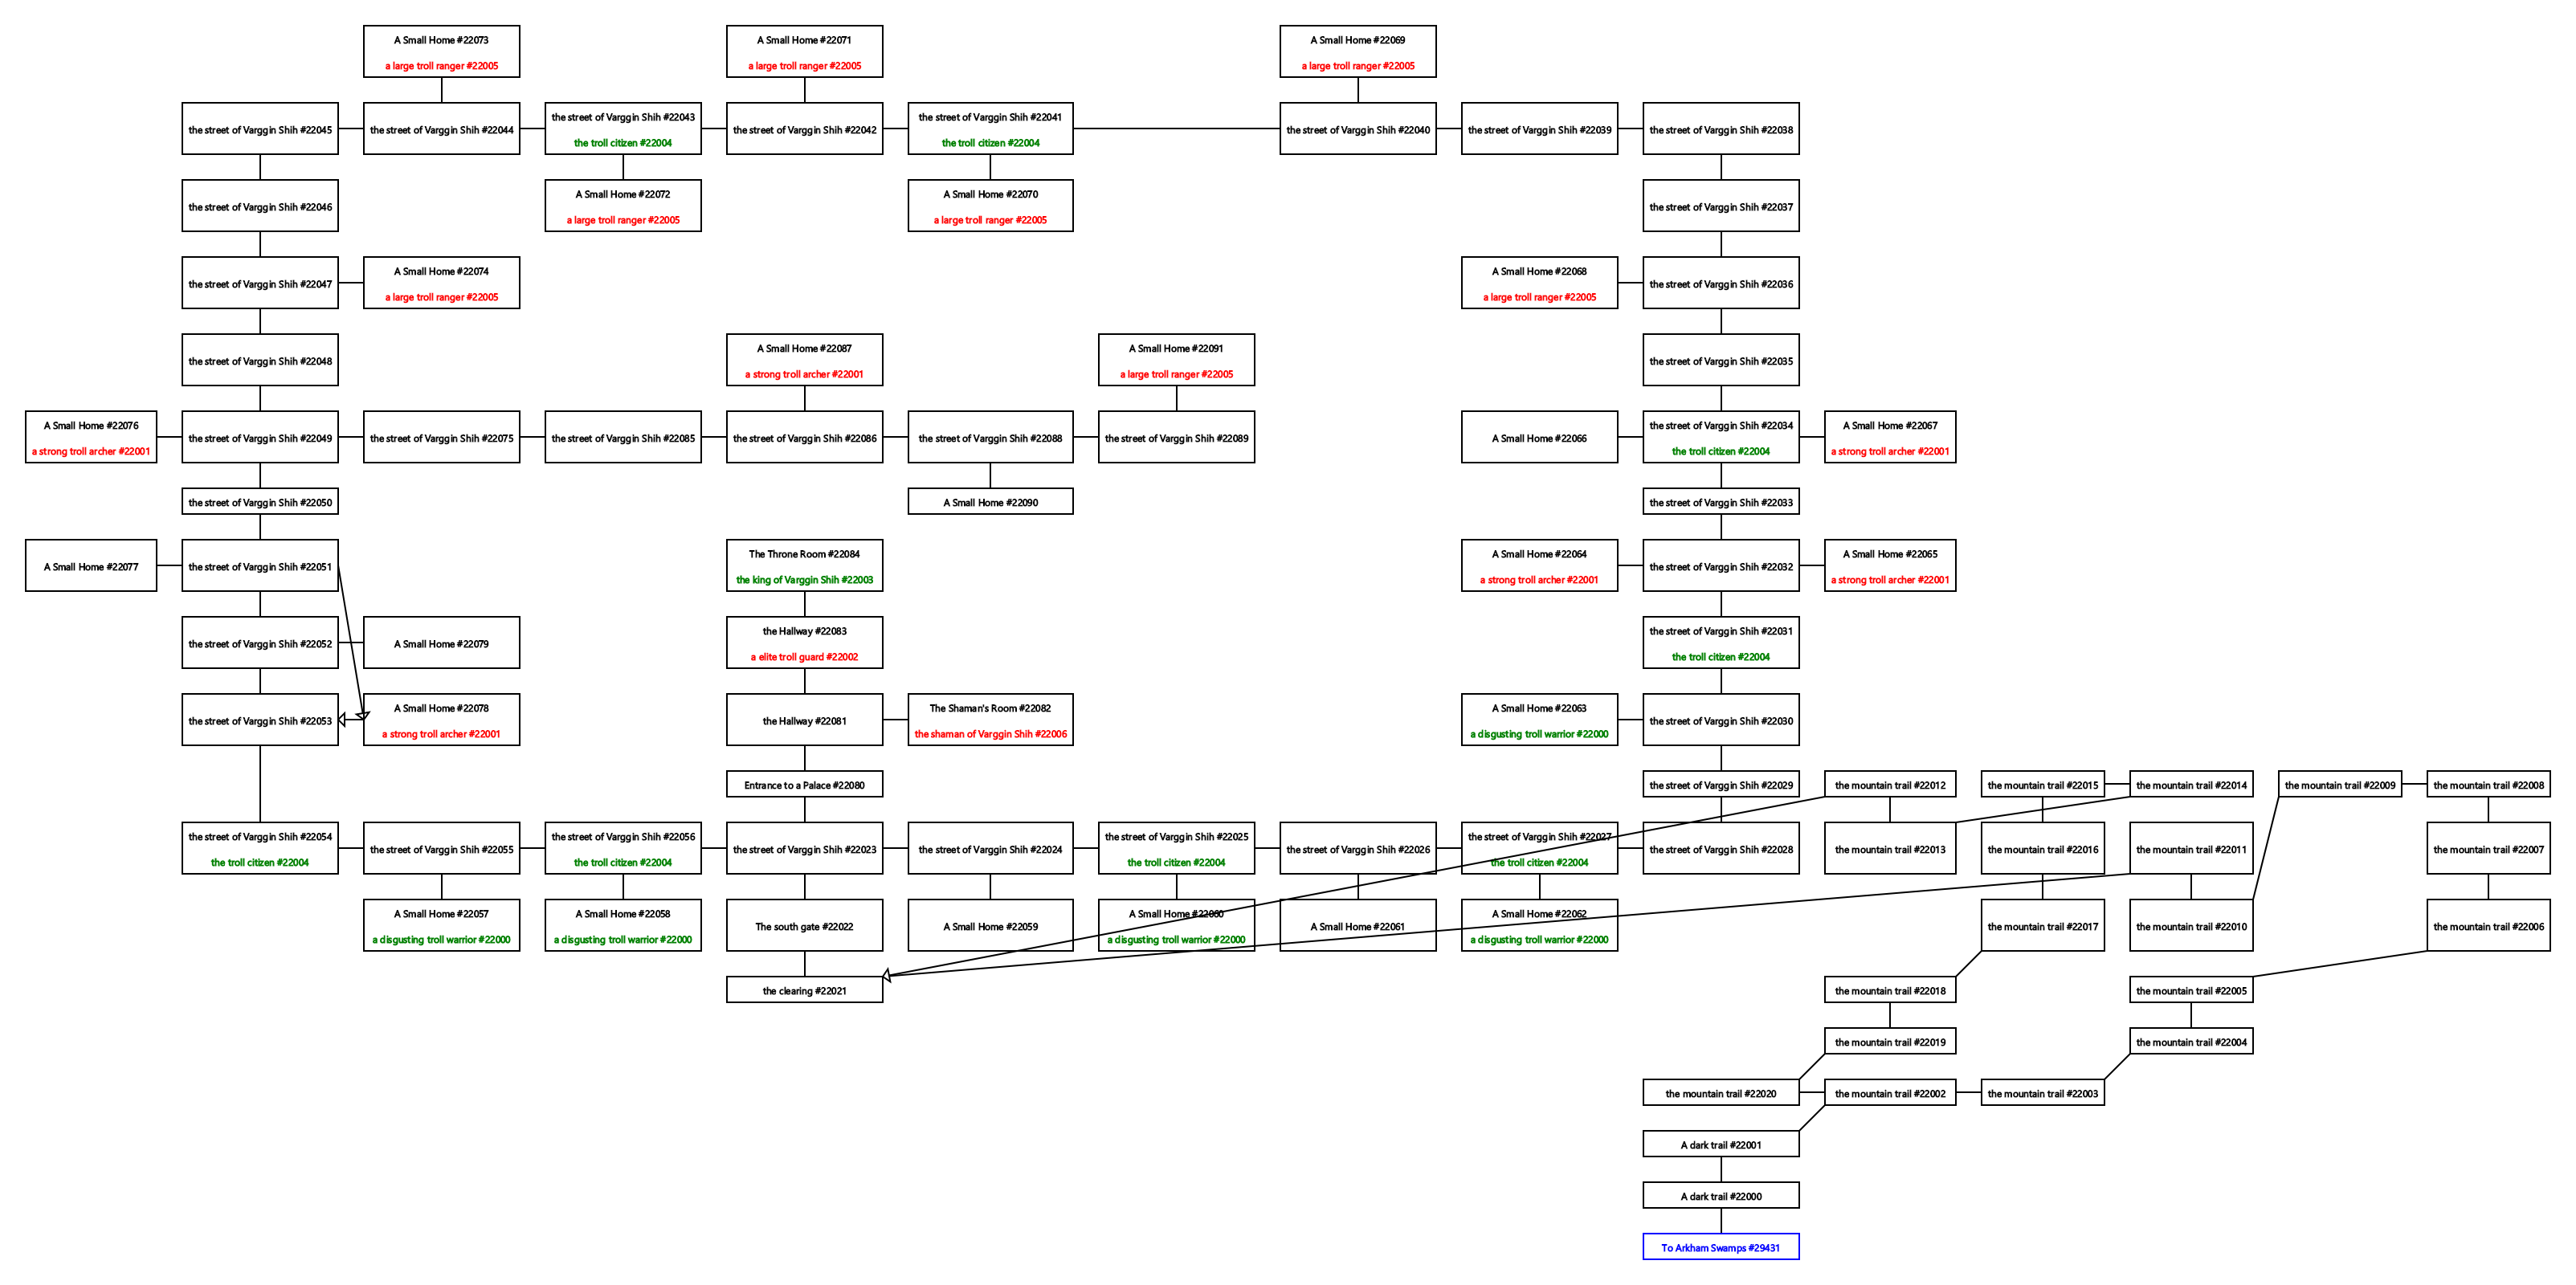 A Small Home #22073
a large troll ranger #22005
A Small Home #22071
a large troll ranger #22005
A Small Home #22069
a large troll ranger #22005
the street of Varggin Shih #22045
the street of Varggin Shih #22044
the street of Varggin Shih #22043
the troll citizen #22004
the street of Varggin Shih #22042
the street of Varggin Shih #22041
the troll citizen #22004
the street of Varggin Shih #22040
the street of Varggin Shih #22039
the street of Varggin Shih #22038
the street of Varggin Shih #22046
A Small Home #22072
a large troll ranger #22005
A Small Home #22070
a large troll ranger #22005
the street of Varggin Shih #22037
the street of Varggin Shih #22047
A Small Home #22074
a large troll ranger #22005
A Small Home #22068
a large troll ranger #22005
the street of Varggin Shih #22036
the street of Varggin Shih #22048
A Small Home #22087
a strong troll archer #22001
A Small Home #22091
a large troll ranger #22005
the street of Varggin Shih #22035
A Small Home #22076
a strong troll archer #22001
the street of Varggin Shih #22049
the street of Varggin Shih #22075
the street of Varggin Shih #22085
the street of Varggin Shih #22086
the street of Varggin Shih #22088
the street of Varggin Shih #22089
A Small Home #22066
the street of Varggin Shih #22034
the troll citizen #22004
A Small Home #22067
a strong troll archer #22001
the street of Varggin Shih #22050
A Small Home #22090
the street of Varggin Shih #22033
A Small Home #22077
the street of Varggin Shih #22051
The Throne Room #22084
the king of Varggin Shih #22003
A Small Home #22064
a strong troll archer #22001
the street of Varggin Shih #22032
A Small Home #22065
a strong troll archer #22001
the street of Varggin Shih #22052
A Small Home #22079
the Hallway #22083
a elite troll guard #22002
the street of Varggin Shih #22031
the troll citizen #22004
the street of Varggin Shih #22053
A Small Home #22078
a strong troll archer #22001
the Hallway #22081
The Shaman's Room #22082
the shaman of Varggin Shih #22006
A Small Home #22063
a disgusting troll warrior #22000
the street of Varggin Shih #22030
Entrance to a Palace #22080
the street of Varggin Shih #22029
the mountain trail #22012
the mountain trail #22015
the mountain trail #22014
the mountain trail #22009
the mountain trail #22008
the street of Varggin Shih #22054
the troll citizen #22004
the street of Varggin Shih #22055
the street of Varggin Shih #22056
the troll citizen #22004
the street of Varggin Shih #22023
the street of Varggin Shih #22024
the street of Varggin Shih #22025
the troll citizen #22004
the street of Varggin Shih #22026
the street of Varggin Shih #22027
the troll citizen #22004
the street of Varggin Shih #22028
the mountain trail #22013
the mountain trail #22016
the mountain trail #22011
the mountain trail #22007
A Small Home #22057
a disgusting troll warrior #22000
A Small Home #22058
a disgusting troll warrior #22000
The south gate #22022
A Small Home #22059
A Small Home #22060
a disgusting troll warrior #22000
A Small Home #22061
A Small Home #22062
a disgusting troll warrior #22000
the mountain trail #22017
the mountain trail #22010
the mountain trail #22006
the clearing #22021
the mountain trail #22018
the mountain trail #22005
the mountain trail #22019
the mountain trail #22004
the mountain trail #22020
the mountain trail #22002
the mountain trail #22003
A dark trail #22001
A dark trail #22000
To Arkham Swamps #29431